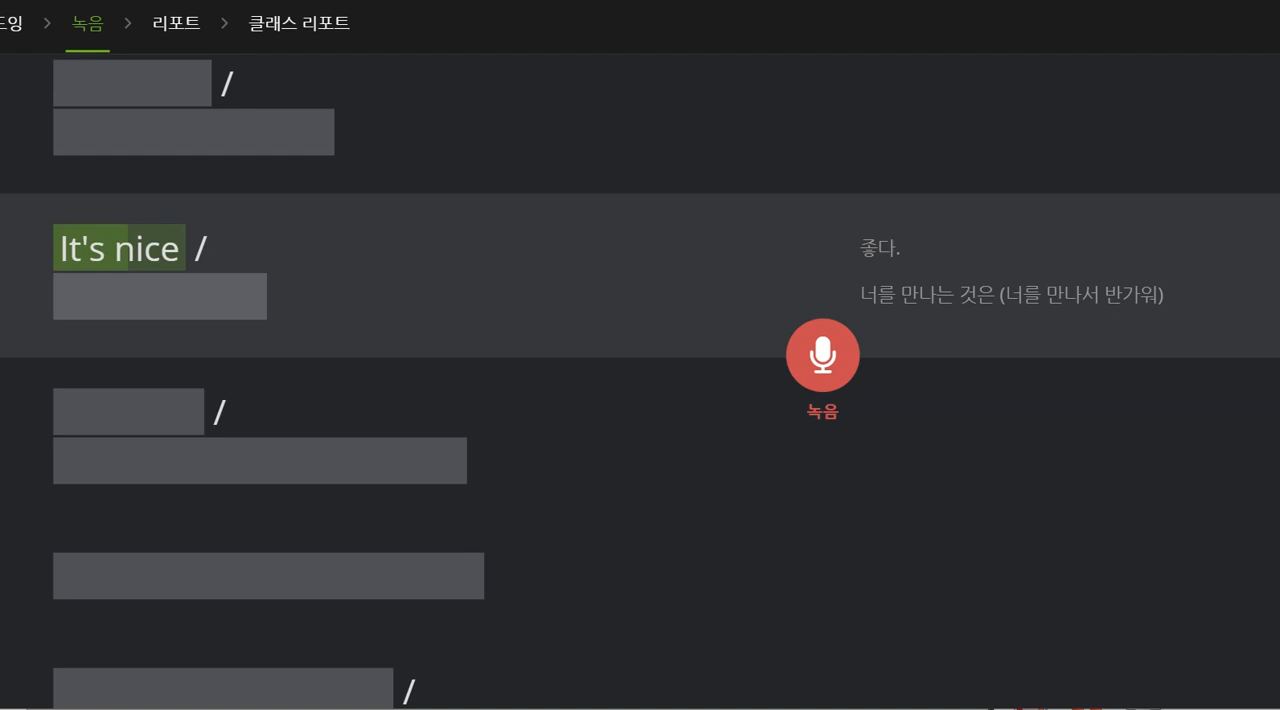 녹음 리포트 클래스 리포트
/
It's nice /
좋다.
너를 만나는 것은 (너를 만나서 반가워)
/
녹음
/